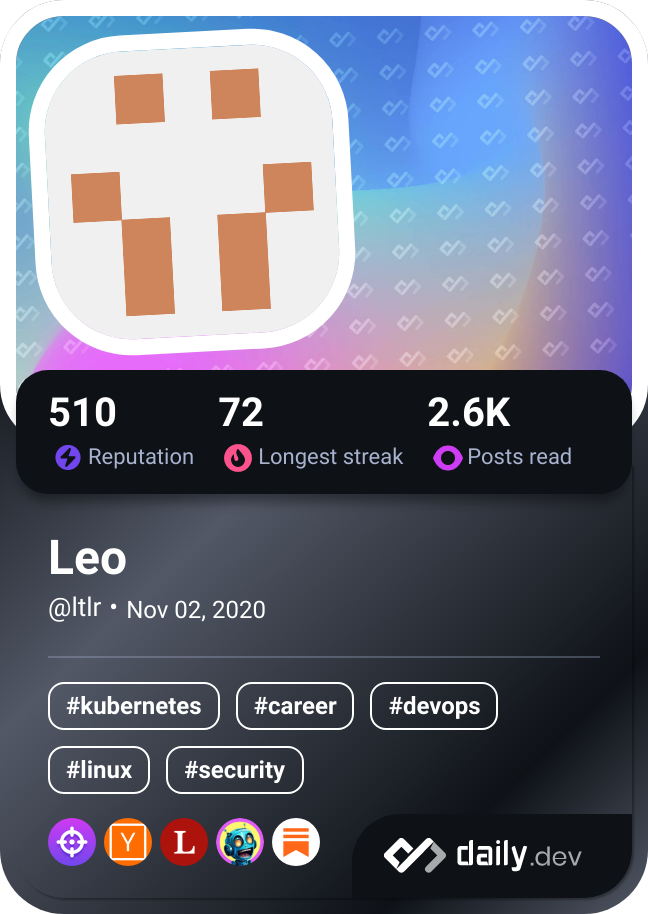 510 72 2.6K
Reputation Longest streak Posts read
Leo
@ltlr • Nov 02, 2020
#kubernetes #career #devops
#linux #security
Y L
daily.dev